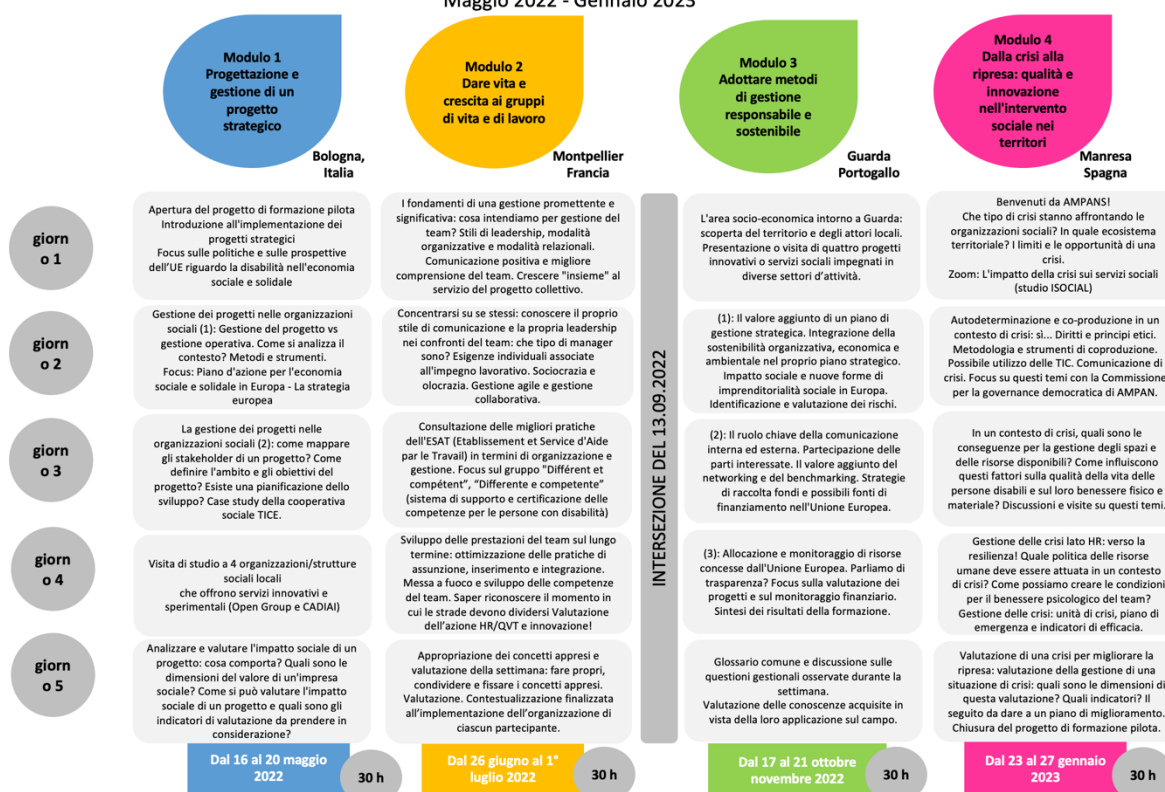 Maggio 2022 - Gennaio 2023
Modulo 1
Progettazione e
gestione di un
progetto
strategico
Bologna,
Italia
Modulo 2
Dare vita e
crescita ai gruppi
di vita e di lavoro
Montpellier
Francia
Modulo 3
Adottare metodi
di gestione
responsabile e
sostenibile
Guarda
Portogallo
Modulo 4
Dalla crisi alla
ripresa: qualità e
innovazione
nell'intervento
sociale nei
territori
Manresa
Spagna
giorn
o 1
Apertura del progetto di formazione pilota
Introduzione all'implementazione dei
progetti strategici
Focus sulle politiche e sulle prospettive
dell'UE riguardo la disabilità nell'economia
sociale e solidale
I fondamenti di una gestione promettente e
significativa: cosa intendiamo per gestione del
team? Stili di leadership, modalità
organizzative e modalità relazionali.
Comunicazione positiva e migliore
comprensione del team. Crescere "insieme" al
servizio del progetto collettivo.
L'area socio-economica intorno a Guarda:
scoperta del territorio e degli attori locali.
Presentazione o visita di quattro progetti
innovativi o servizi sociali impegnati in
diverse settori d'attività.
Benvenuti da AMPANS!
Che tipo di crisi stanno affrontando le
organizzazioni sociali? In quale ecosistema
territoriale? I limiti e le opportunità di una
crisi.
Zoom: L'impatto della crisi sui servizi sociali
(studio ISOCIAL)
giorn
o 2
Gestione dei progetti nelle organizzazioni
sociali (1): Gestione del progetto vs
gestione operativa. Come si analizza il
contesto? Metodi e strumenti.
Focus: Piano d'azione per l'economia
sociale e solidale in Europa - La strategia
europea
Concentrarsi su se stessi: conoscere il proprio
stile di comunicazione e la propria leadership
nei confronti del team: che tipo di manager
sono? Esigenze individuali associate
all'impegno lavorativo. Sociocrazia e
olocrazia. Gestione agile e gestione
collaborativa.
(1): Il valore aggiunto di un piano di
gestione strategica. Integrazione della
sostenibilità organizzativa, economica e
ambientale nel proprio piano strategico.
Impatto sociale e nuove forme di
imprenditorialità sociale in Europa.
Identificazione e valutazione dei rischi.
Autodeterminazione e co-produzione in un
contesto di crisi: sì... Diritti e principi etici.
Metodologia e strumenti di coproduzione.
Possibile utilizzo delle TIC. Comunicazione di
crisi. Focus su questi temi con la Commissione
per la governance democratica di AMPAN.
giorn
o 3
La gestione dei progetti nelle
organizzazioni sociali (2): come mappare
gli stakeholder di un progetto? Come
definire l'ambito e gli obiettivi del
progetto? Esiste una pianificazione dello
sviluppo? Case study della cooperativa
sociale TICE.
Consultazione delle migliori pratiche
dell'ESAT (Etablissement et Service d'Aide
par le Travail) in termini di organizzazione e
gestione. Focus sul gruppo "Différent et
compétent", "Differente e competente"
(sistema di supporto e certificazione delle
competenze per le persone con disabilità)
(2): Il ruolo chiave della comunicazione
interna ed esterna. Partecipazione delle
parti interessate. Il valore aggiunto del
networking e del benchmarking. Strategie
di raccolta fondi e possibili fonti di
finanziamento nell'Unione Europea.
In un contesto di crisi, quali sono le
conseguenze per la gestione degli spazi e
delle risorse disponibili? Come influiscono
questi fattori sulla qualità della vita delle
persone disabili e sul loro benessere fisico e
materiale? Discussioni e visite su questi temi.
INTERSEZIONE DEL 13.09.2022
giorn
o 4
Visita di studio a 4 organizzazioni/strutture
sociali locali
che offrono servizi innovativi e
sperimentali (Open Group e CADIAI)
Sviluppo delle prestazioni del team sul lungo
termine: ottimizzazione delle pratiche di
assunzione, inserimento e integrazione.
Messa a fuoco e sviluppo delle competenze
del team. Saper riconoscere il momento in
cui le strade devono dividersi Valutazione
dell'azione HR/QVT e innovazione!
(3): Allocazione e monitoraggio di risorse
concesse dall'Unione Europea. Parliamo di
trasparenza? Focus sulla valutazione dei
progetti e sul monitoraggio finanziario.
Sintesi dei risultati della formazione.
Gestione delle crisi lato HR: verso la
resilienza! Quale politica delle risorse
umane deve essere attuata in un contesto
di crisi? Come possiamo creare le condizioni
per il benessere psicologico del team?
Gestione delle crisi: unità di crisi, piano di
emergenza e indicatori di efficacia.
giorn
o 5
Analizzare e valutare l'impatto sociale di un
progetto: cosa comporta? Quali sono le
dimensioni del valore di un'impresa
sociale? Come si può valutare l'impatto
sociale di un progetto e quali sono gli
indicatori di valutazione da prendere in
considerazione?
Appropriazione dei concetti appresi e
valutazione della settimana: fare propri,
condividere e fissare i concetti appresi.
Valutazione. Contestualizzazione finalizzata
all'implementazione dell'organizzazione di
ciascun partecipante.
Glossario comune e discussione sulle
questioni gestionali osservate durante la
settimana.
Valutazione delle conoscenze acquisite in
vista della loro applicazione sul campo.
Valutazione di una crisi per migliorare la
ripresa: valutazione della gestione di una
situazione di crisi: quali sono le dimensioni di
questa valutazione? Quali indicatori? Il
seguito da dare a un piano di miglioramento.
Chiusura del progetto di formazione pilota.
Dal 16 al 20 maggio
2022
30 h
Dal 26 giugno al 1°
luglio 2022
30 h
Dal 17 al 21 ottobre
novembre 2022
30 h
Dal 23 al 27 gennaio
2023
30 h